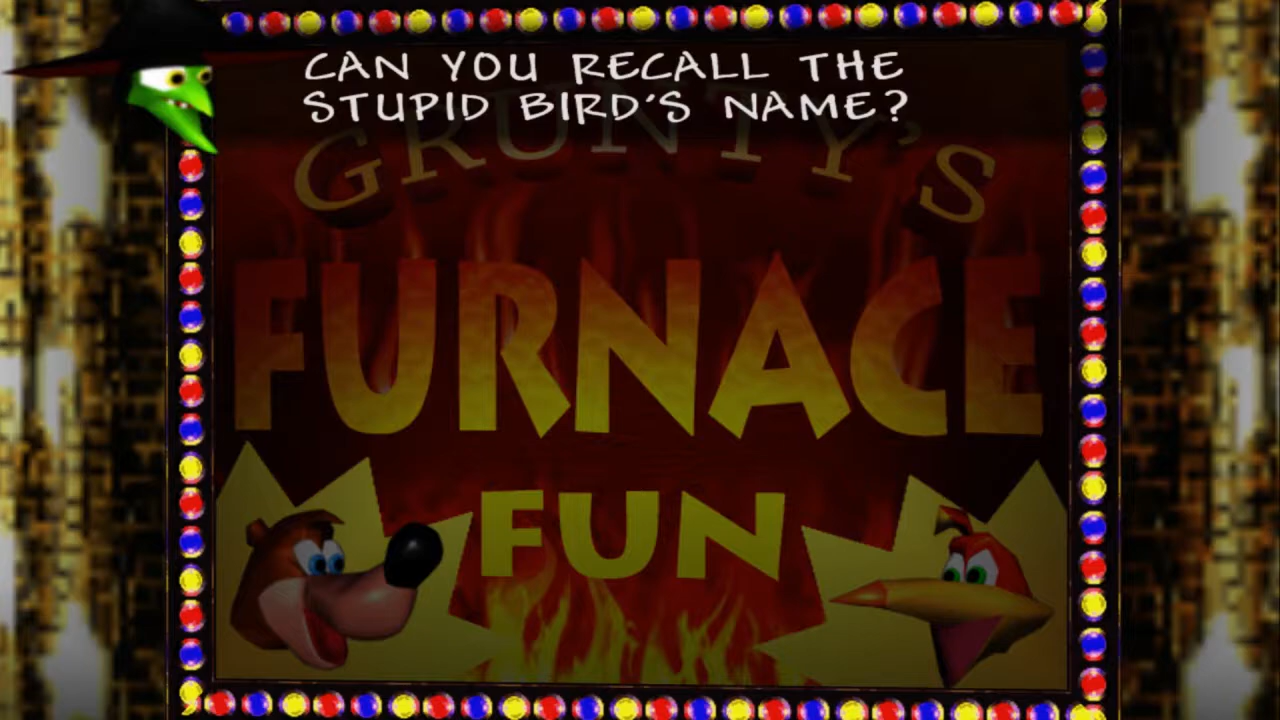 CAN YOU RECALL THE
STUPID BIRD'S NAME?
GRUNTY'S
FURNACE
FUN